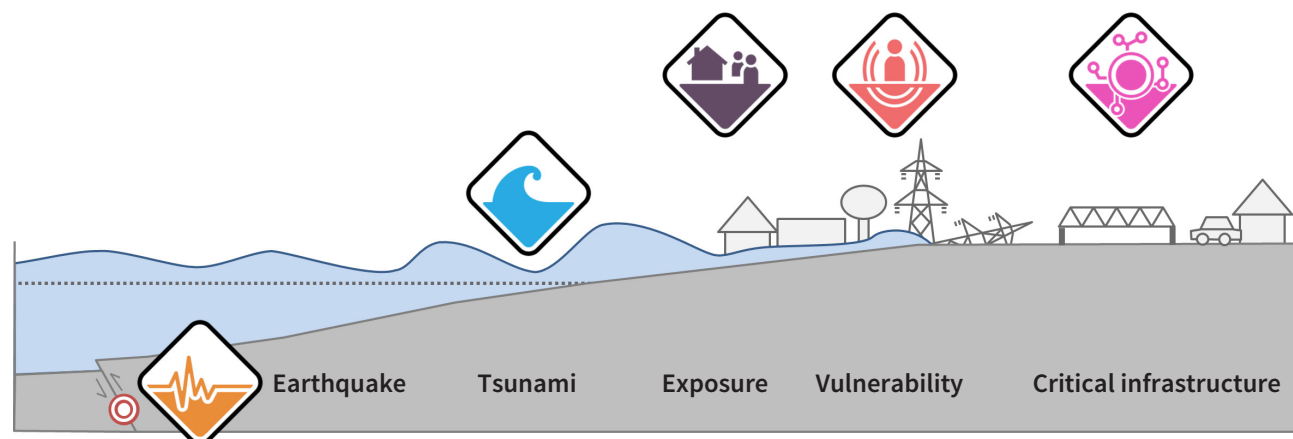 Earthquake
Tsunami
Exposure
Vulnerability
Critical infrastructure